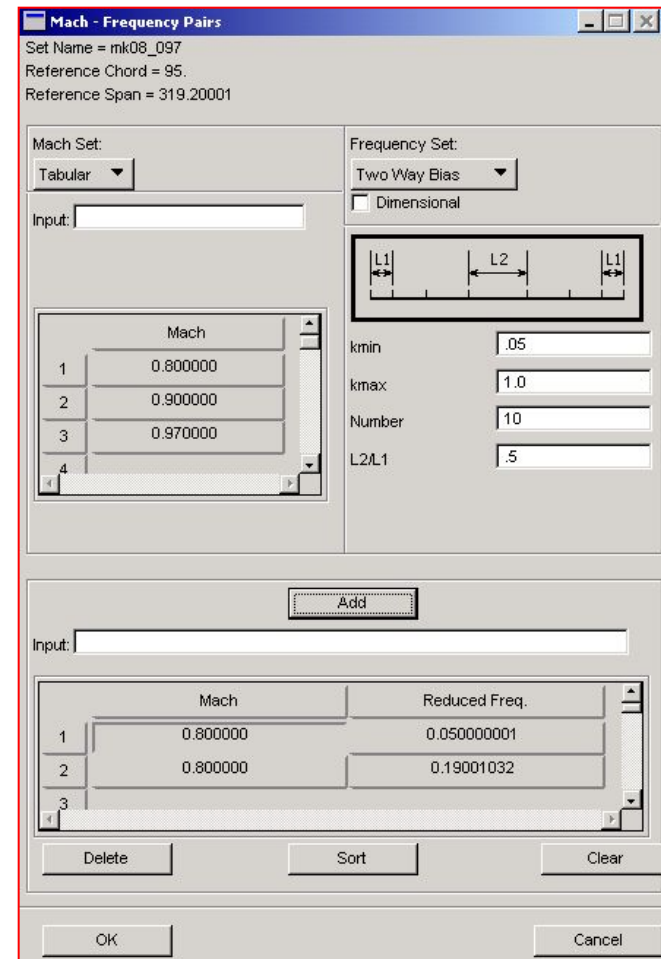 Mach - Frequency Pairs
Set Name = mk08_097
Reference Chord = 95.
Reference Span = 319.20001
Mach Set:
Tabular
Input:
Mach
1 0.800000
2 0.900000
3 0.970000
4
Frequency Set:
Two Way Bias
Dimensional
L1 L2 L1
kmin .05
kmax 1.0
Number 10
L2/L1 .5
Add
Input:
Mach Reduced Freq.
1 0.800000 0.050000001
2 0.800000 0.19001032
3
Delete Sort Clear
OK Cancel